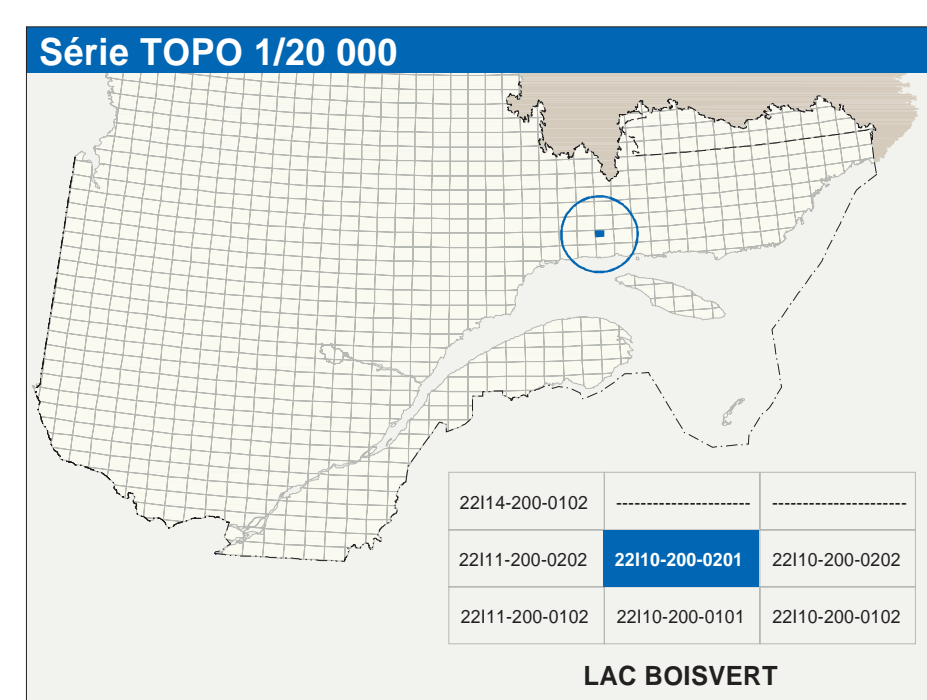 Série TOPO 1/20 000
22I14-200-0102 ---------------------- ----------------------
22I11-200-0202 22I10-200-0201 22I10-200-0202
22I11-200-0102 22I10-200-0101 22I10-200-0102
LAC BOISVERT